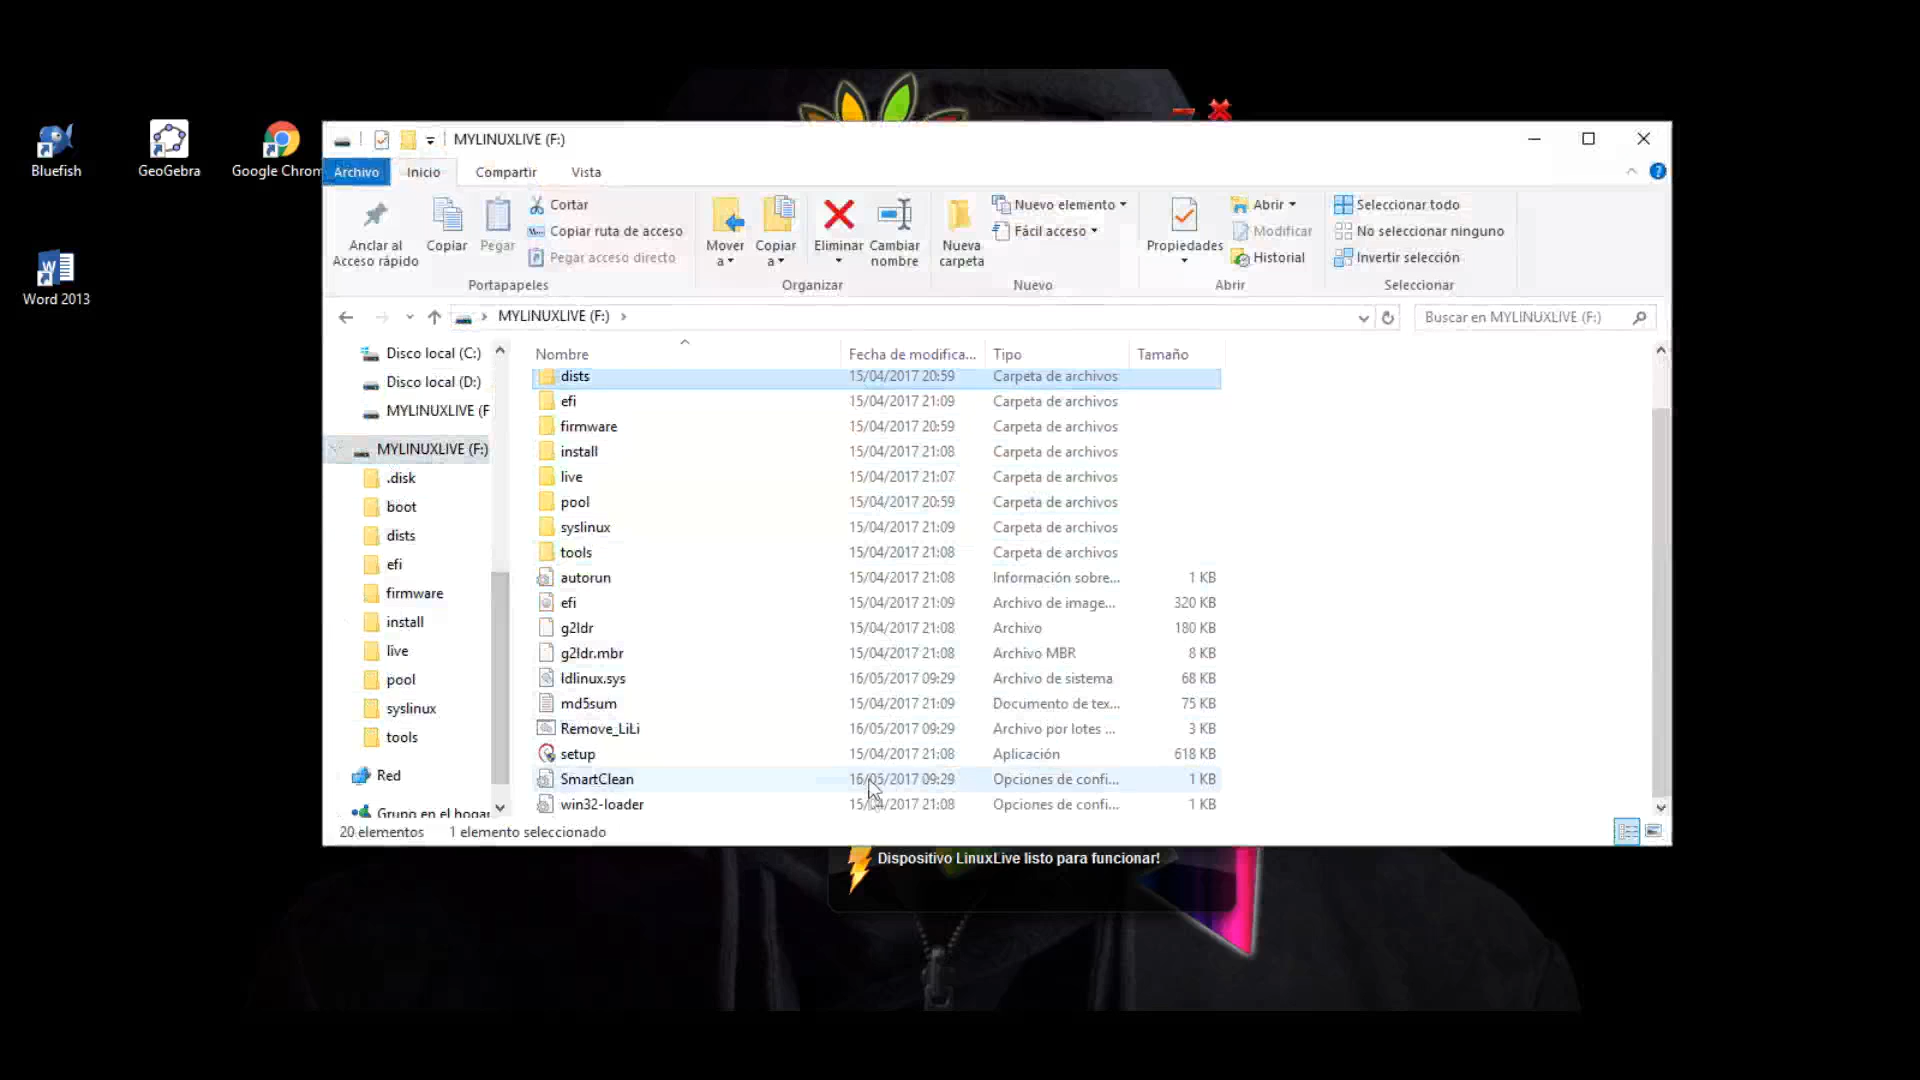 Bluefish
GeoGebra
Google Chrom
Word 2013
MYLINUXLIVE (F:)
Archivo Inicio Compartir Vista
Anclar al
Acceso rápido
Copiar
Pegar
Cortar
Copiar ruta de acceso
Pegar acceso directo
Portapapeles
Mover
a
Copiar
a
Eliminar
Cambiar
nombre
Organizar
Nueva
carpeta
Nuevo elemento
Fácil acceso
Nuevo
Propiedades
Abrir
Modificar
Historial
Abrir
Seleccionar todo
No seleccionar ninguno
Invertir selección
Seleccionar
MYLINUXLIVE (F:)
Buscar en MYLINUXLIVE (F:)
Disco local (C:)
Disco local (D:)
MYLINUXLIVE (F
MYLINUXLIVE (F:)
.disk
boot
dists
efi
firmware
install
live
pool
syslinux
tools
Red
Grupo en el hogar
Nombre Fecha de modifica... Tipo Tamaño
dists 15/04/2017 20:59 Carpeta de archivos
efi 15/04/2017 21:09 Carpeta de archivos
firmware 15/04/2017 20:59 Carpeta de archivos
install 15/04/2017 21:08 Carpeta de archivos
live 15/04/2017 21:07 Carpeta de archivos
pool 15/04/2017 20:59 Carpeta de archivos
syslinux 15/04/2017 21:09 Carpeta de archivos
tools 15/04/2017 21:08 Carpeta de archivos
autorun 15/04/2017 21:08 Información sobre... 1 KB
efi 15/04/2017 21:09 Archivo de image... 320 KB
g2ldr 15/04/2017 21:08 Archivo 180 KB
g2ldr.mbr 15/04/2017 21:08 Archivo MBR 8 KB
ldlinux.sys 16/05/2017 09:29 Archivo de sistema 68 KB
md5sum 15/04/2017 21:09 Documento de tex... 75 KB
Remove_LiLi 16/05/2017 09:29 Archivo por lotes ... 3 KB
setup 15/04/2017 21:08 Aplicación 618 KB
SmartClean 16/05/2017 09:29 Opciones de confi... 1 KB
win32-loader 15/04/2017 21:08 Opciones de confi... 1 KB
20 elementos 1 elemento seleccionado
Dispositivo LinuxLive listo para funcionar!